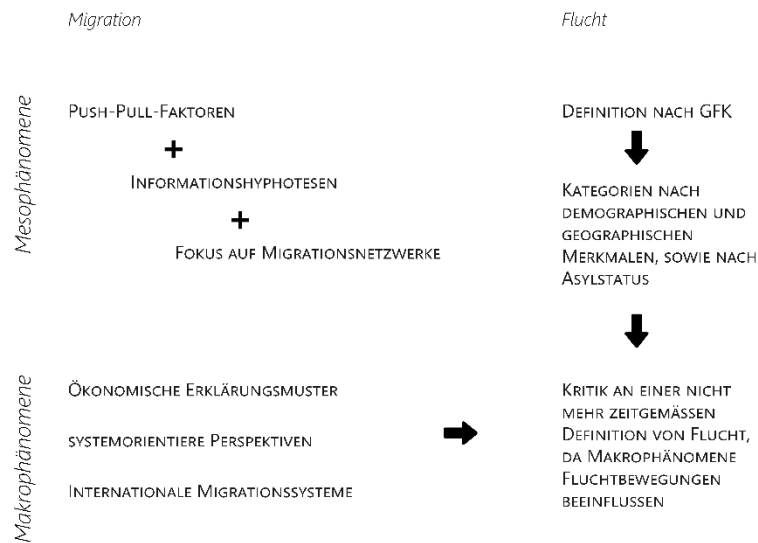 Migration
Flucht
Mesophänomene
PUSH-PULL-FAKTOREN
+
INFORMATIONSHYPHOTESEN
+
FOKUS AUF MIGRATIONSNETZWERKE
DEFINITION NACH GFK
KATEGORIEN NACH
DEMOGRAPHISCHEN UND
GEOGRAPHISCHEN
MERKMALEN, SOWIE NACH
ASYLSTATUS
Makrophänomene
ÖKONOMISCHE ERKLÄRUNGSMUSTER
SYSTEMORIENTIERE PERSPEKTIVEN
INTERNATIONALE MIGRATIONSSYSTEME
KRITIK AN EINER NICHT
MEHR ZEITGEMÄSSEN
DEFINITION VON FLUCHT,
DA MAKROPHÄNOMENE
FLUCHTBEWEGUNGEN
BEEINFLUSSEN